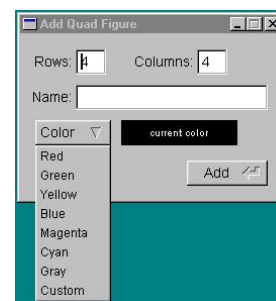 Add Quad Figure
Rows: 4 Columns: 4
Name:
Color current color
Red
Green
Add
Yellow
Blue
Magenta
Cyan
Gray
Custom